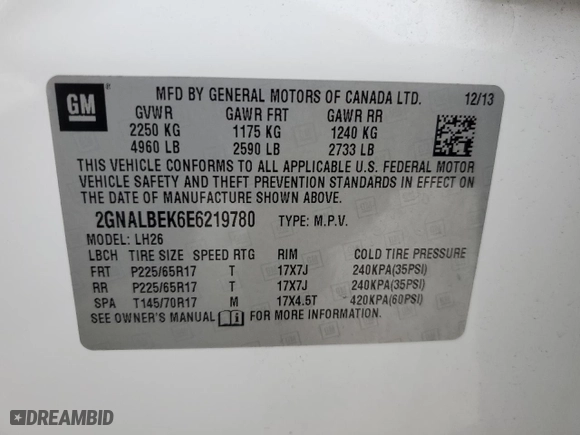 GM
MFD BY GENERAL MOTORS OF CANADA LTD. 12/13
GVWR GAWR FRT GAWR RR
2250 KG 1175 KG 1240 KG
4960 LB 2590 LB 2733 LB
THIS VEHICLE CONFORMS TO ALL APPLICABLE U.S. FEDERAL MOTOR
VEHICLE SAFETY AND THEFT PREVENTION STANDARDS IN EFFECT ON
THE DATE OF MANUFACTURE SHOWN ABOVE.
2GNALBEK6E6219780 TYPE: M.P.V.
MODEL: LH26
LBCH TIRE SIZE SPEED RTG RIM COLD TIRE PRESSURE
FRT P225/65R17 T 17X7J 240KPA(35PSI)
RR P225/65R17 T 17X7J 240KPA(35PSI)
SPA T145/70R17 M 17X4.5T 420KPA(60PSI)
SEE OWNER'S MANUAL FOR MORE INFORMATION.
DREAMBID